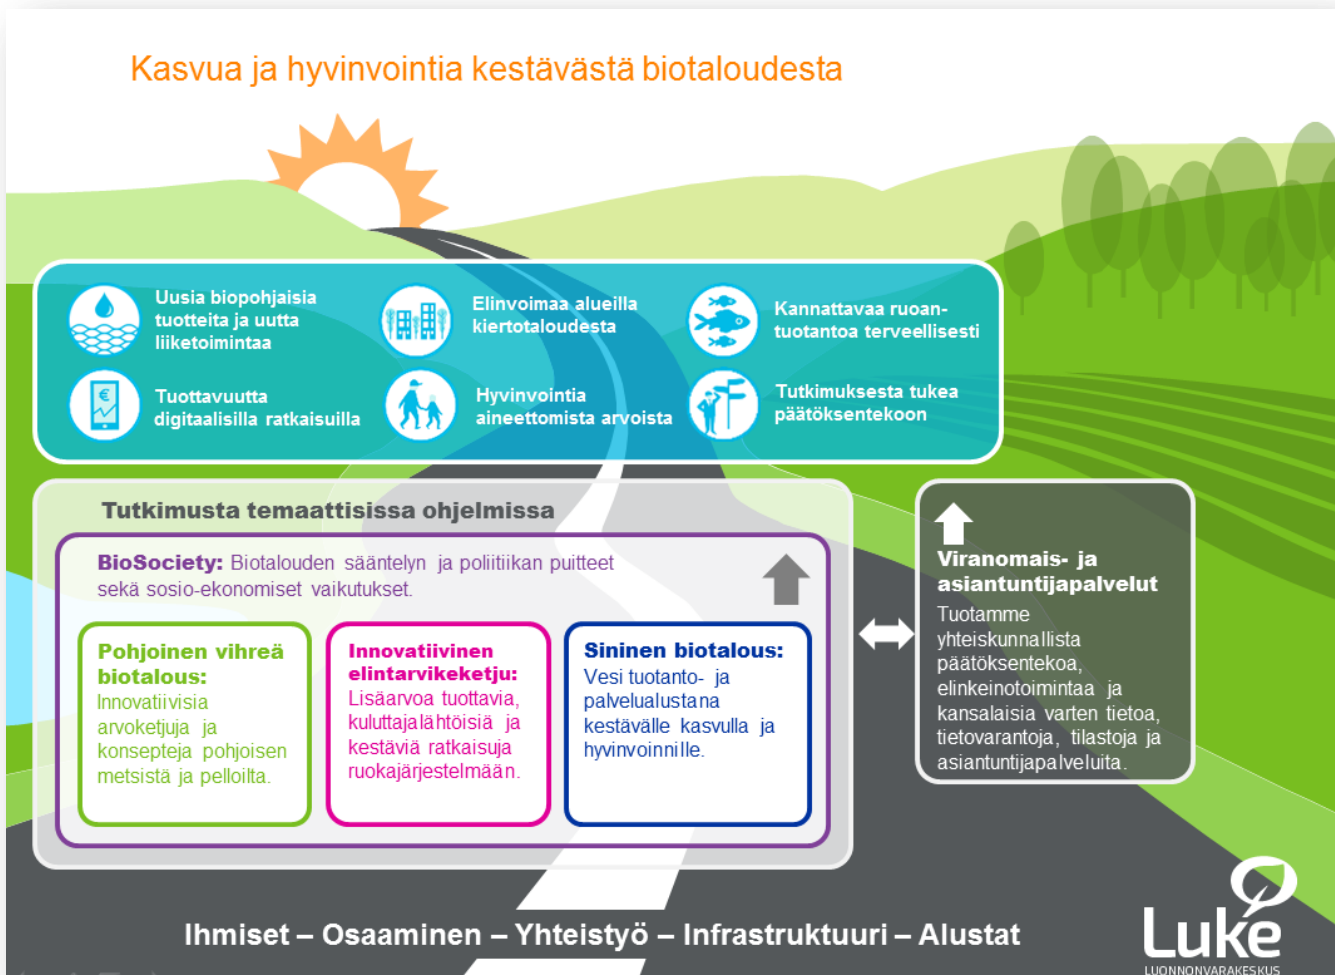 Kasvua ja hyvinvointia kestävästä biotaloudesta
Uusia biopohjaisia
tuotteita ja uutta
liiketoimintaa
Elinvoimaa alueilla
kiertotaloudesta
Kannattavaa ruoan-
tuotantoa terveellisesti
€
Tuottavuutta
digitaalisilla ratkaisuilla
Hyvinvointia
aineettomista arvoista
Tutkimuksesta tukea
päätöksentekoon
Tutkimusta temaattisissa ohjelmissa
BioSociety: Biotalouden sääntelyn ja poliitiikan puitteet
sekä sosio-ekonomiset vaikutukset.
Pohjoinen vihreä
biotalous:
Innovatiivisia
arvoketjuja ja
konsepteja pohjoisen
metsistä ja pelloilta.
Innovatiivinen
elintarvikeketju:
Lisäarvoa tuottavia,
kuluttajalähtöisiä ja
kestäviä ratkaisuja
ruokajärjestelmään.
Sininen biotalous:
Vesi tuotanto- ja
palvelualustana
kestävälle kasvulla ja
hyvinvoinnille.
Viranomais- ja
asiantuntijapalvelut
Tuotamme
yhteiskunnallista
päätöksentekoa,
elinkeinotoimintaa ja
kansalaisia varten tietoa,
tietovarantoja, tilastoja ja
asiantuntijapalveluita.
Ihmiset – Osaaminen – Yhteistyö – Infrastruktuuri – Alustat
Luke
LUONNONVARAKESKUS